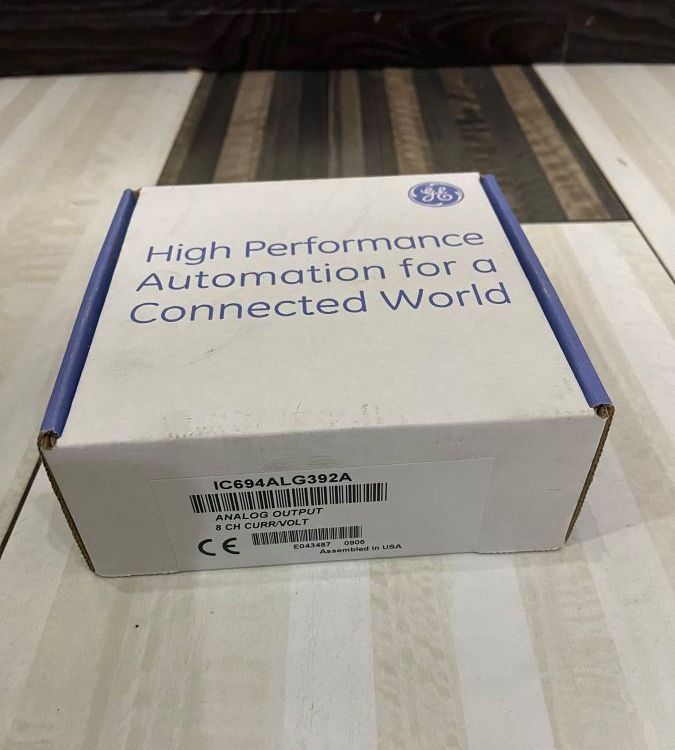 GE
High Performance
Automation for a
Connected World
IC694ALG392A
ANALOG OUTPUT
8 CH CURR/VOLT
CE
E043487 0906
Assembled in USA